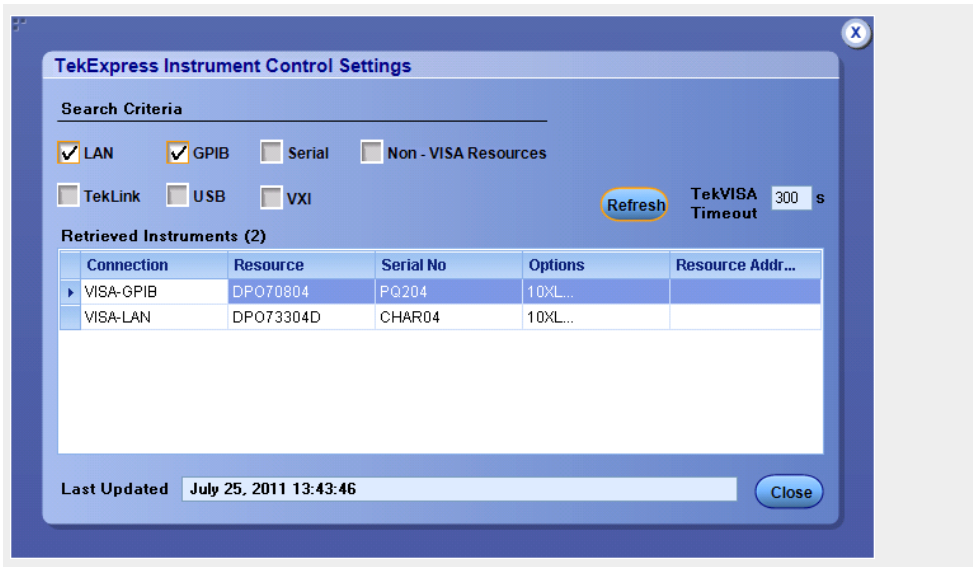 X
TekExpress Instrument Control Settings
Search Criteria
LAN GPIB Serial Non - VISA Resources
TekLink USB VXI
Refresh TekVISA Timeout 300 s
Retrieved Instruments (2)
Connection Resource Serial No Options Resource Addr...
VISA-GPIB DPO70804 PQ204 10XL...
VISA-LAN DPO73304D CHAR04 10XL...
Last Updated July 25, 2011 13:43:46
Close